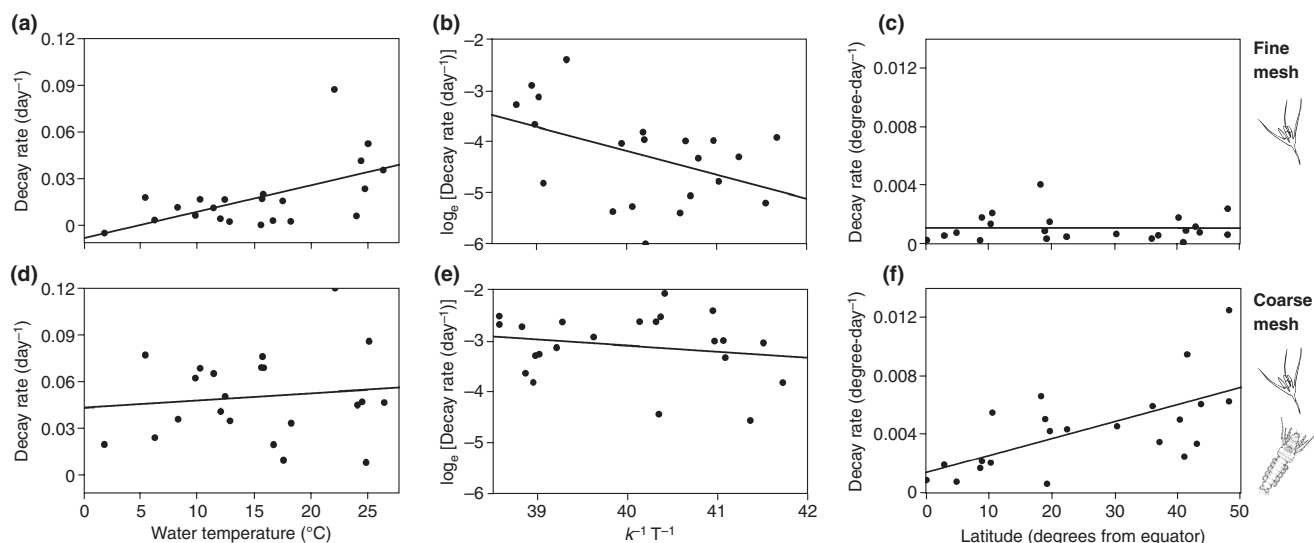 (a)
0.12
0.09
0.06
0.03
0
Decay rate (day⁻¹)
(b)
−2
−3
−4
−5
−6
logₑ [Decay rate (day⁻¹)]
(c)
0.012
0.008
0.004
0
Decay rate (degree-day⁻¹)
Fine
mesh
(d)
0.12
0.09
0.06
0.03
0
Decay rate (day⁻¹)
0 5 10 15 20 25
Water temperature (°C)
(e)
−2
−3
−4
−5
−6
logₑ [Decay rate (day⁻¹)]
39 40 41 42
k⁻¹ T⁻¹
(f)
0.012
0.008
0.004
0
Decay rate (degree-day⁻¹)
0 10 20 30 40 50
Latitude (degrees from equator)
Coarse
mesh